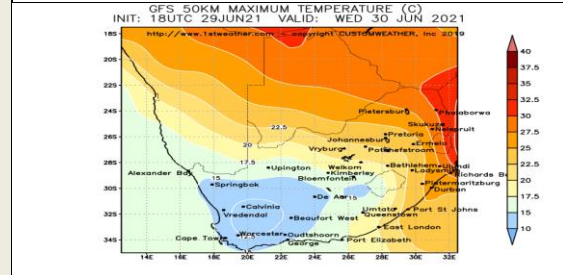 GFS 50KM MAXIMUM TEMPERATURE (C)
INIT: 18UTC 29JUN21 VALID: WED 30 JUN 2021
http://www.1stweather.com <- copyright CUSTOMWEATHER, Inc 2019
18S
20S
22S
24S
26S
28S
30S
32S
34S
Pietersburg
Phalaborwa
Skukuza
Nelspruit
Pretoria
Johannesburg
Ermelo
Vryburg
Potchefstroom
22.5
20
17.5
Upington
Welkom
Kimberley
Bloemfontein
Bethlehem
Ulundi
Ladysmith
Richards B
Pietermaritzburg
Durban
Alexander Bay
15
Springbok
De Aar
15
Calvinia
Vredendal
Beaufort West
Umtata
Queenstown
Port St Johns
East London
Cape Town
Worcester
12.5
Oudtshoorn
George
Port Elizabeth
14E
16E
18E
20E
22E
24E
26E
28E
30E
32E
40
37.5
35
32.5
30
27.5
25
22.5
20
17.5
15
10